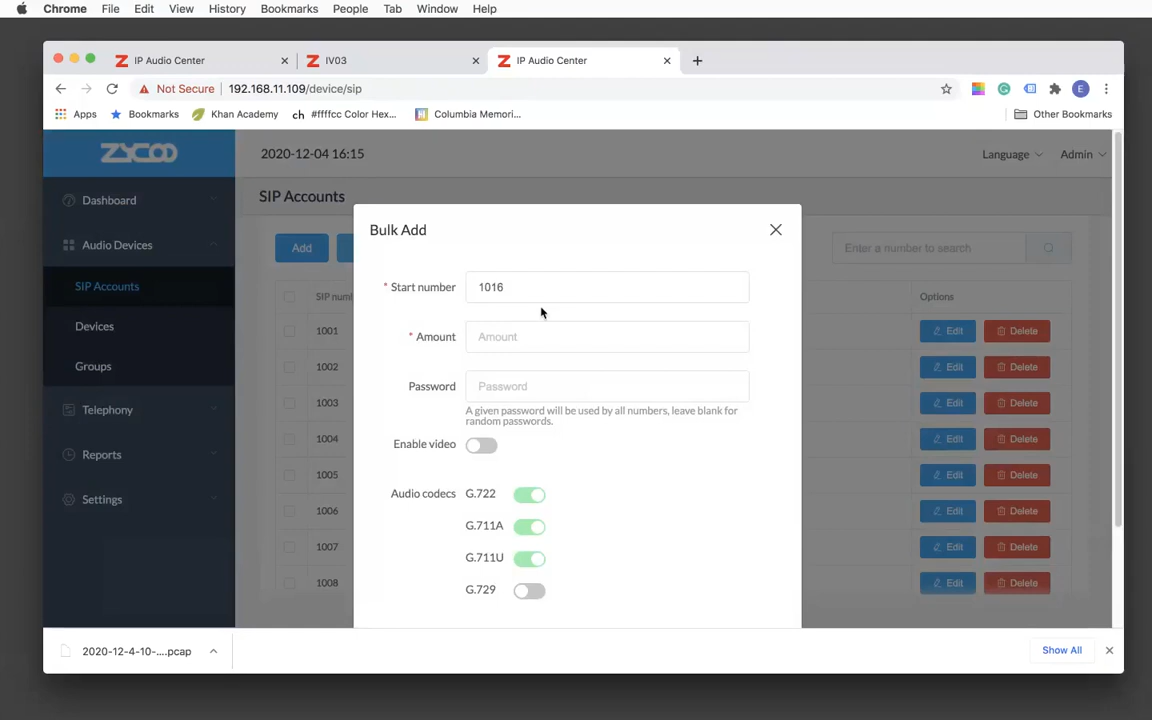 Chrome File Edit View History Bookmarks People Tab Window Help
IP Audio Center IV03 IP Audio Center
Not Secure 192.168.11.109/device/sip E
Apps Bookmarks Khan Academy ch #ffffcc Color Hex... Columbia Memori... Other Bookmarks
ZYCOO 2020-12-04 16:15 Language Admin
Dashboard
Audio Devices
SIP Accounts
Devices
Groups
Telephony
Reports
Settings
SIP Accounts
Add Enter a number to search
SIP num Options
1001 Edit Delete
1002 Edit Delete
1003 Edit Delete
1004 Edit Delete
1005 Edit Delete
1006 Edit Delete
1007 Edit Delete
1008 Edit Delete
Bulk Add
* Start number 1016
* Amount Amount
Password Password
A given password will be used by all numbers, leave blank for
random passwords.
Enable video
Audio codecs G.722
G.711A
G.711U
G.729
2020-12-4-10-....pcap Show All